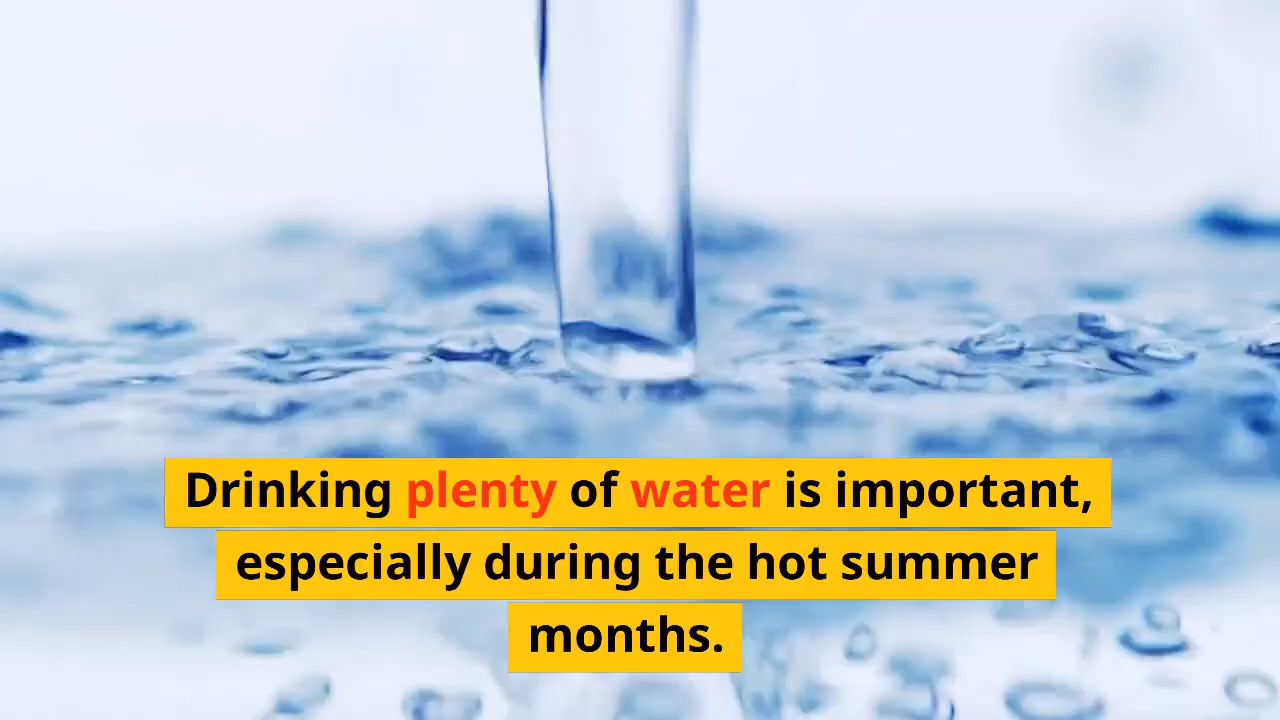 Drinking plenty of water is important,
especially during the hot summer
months.